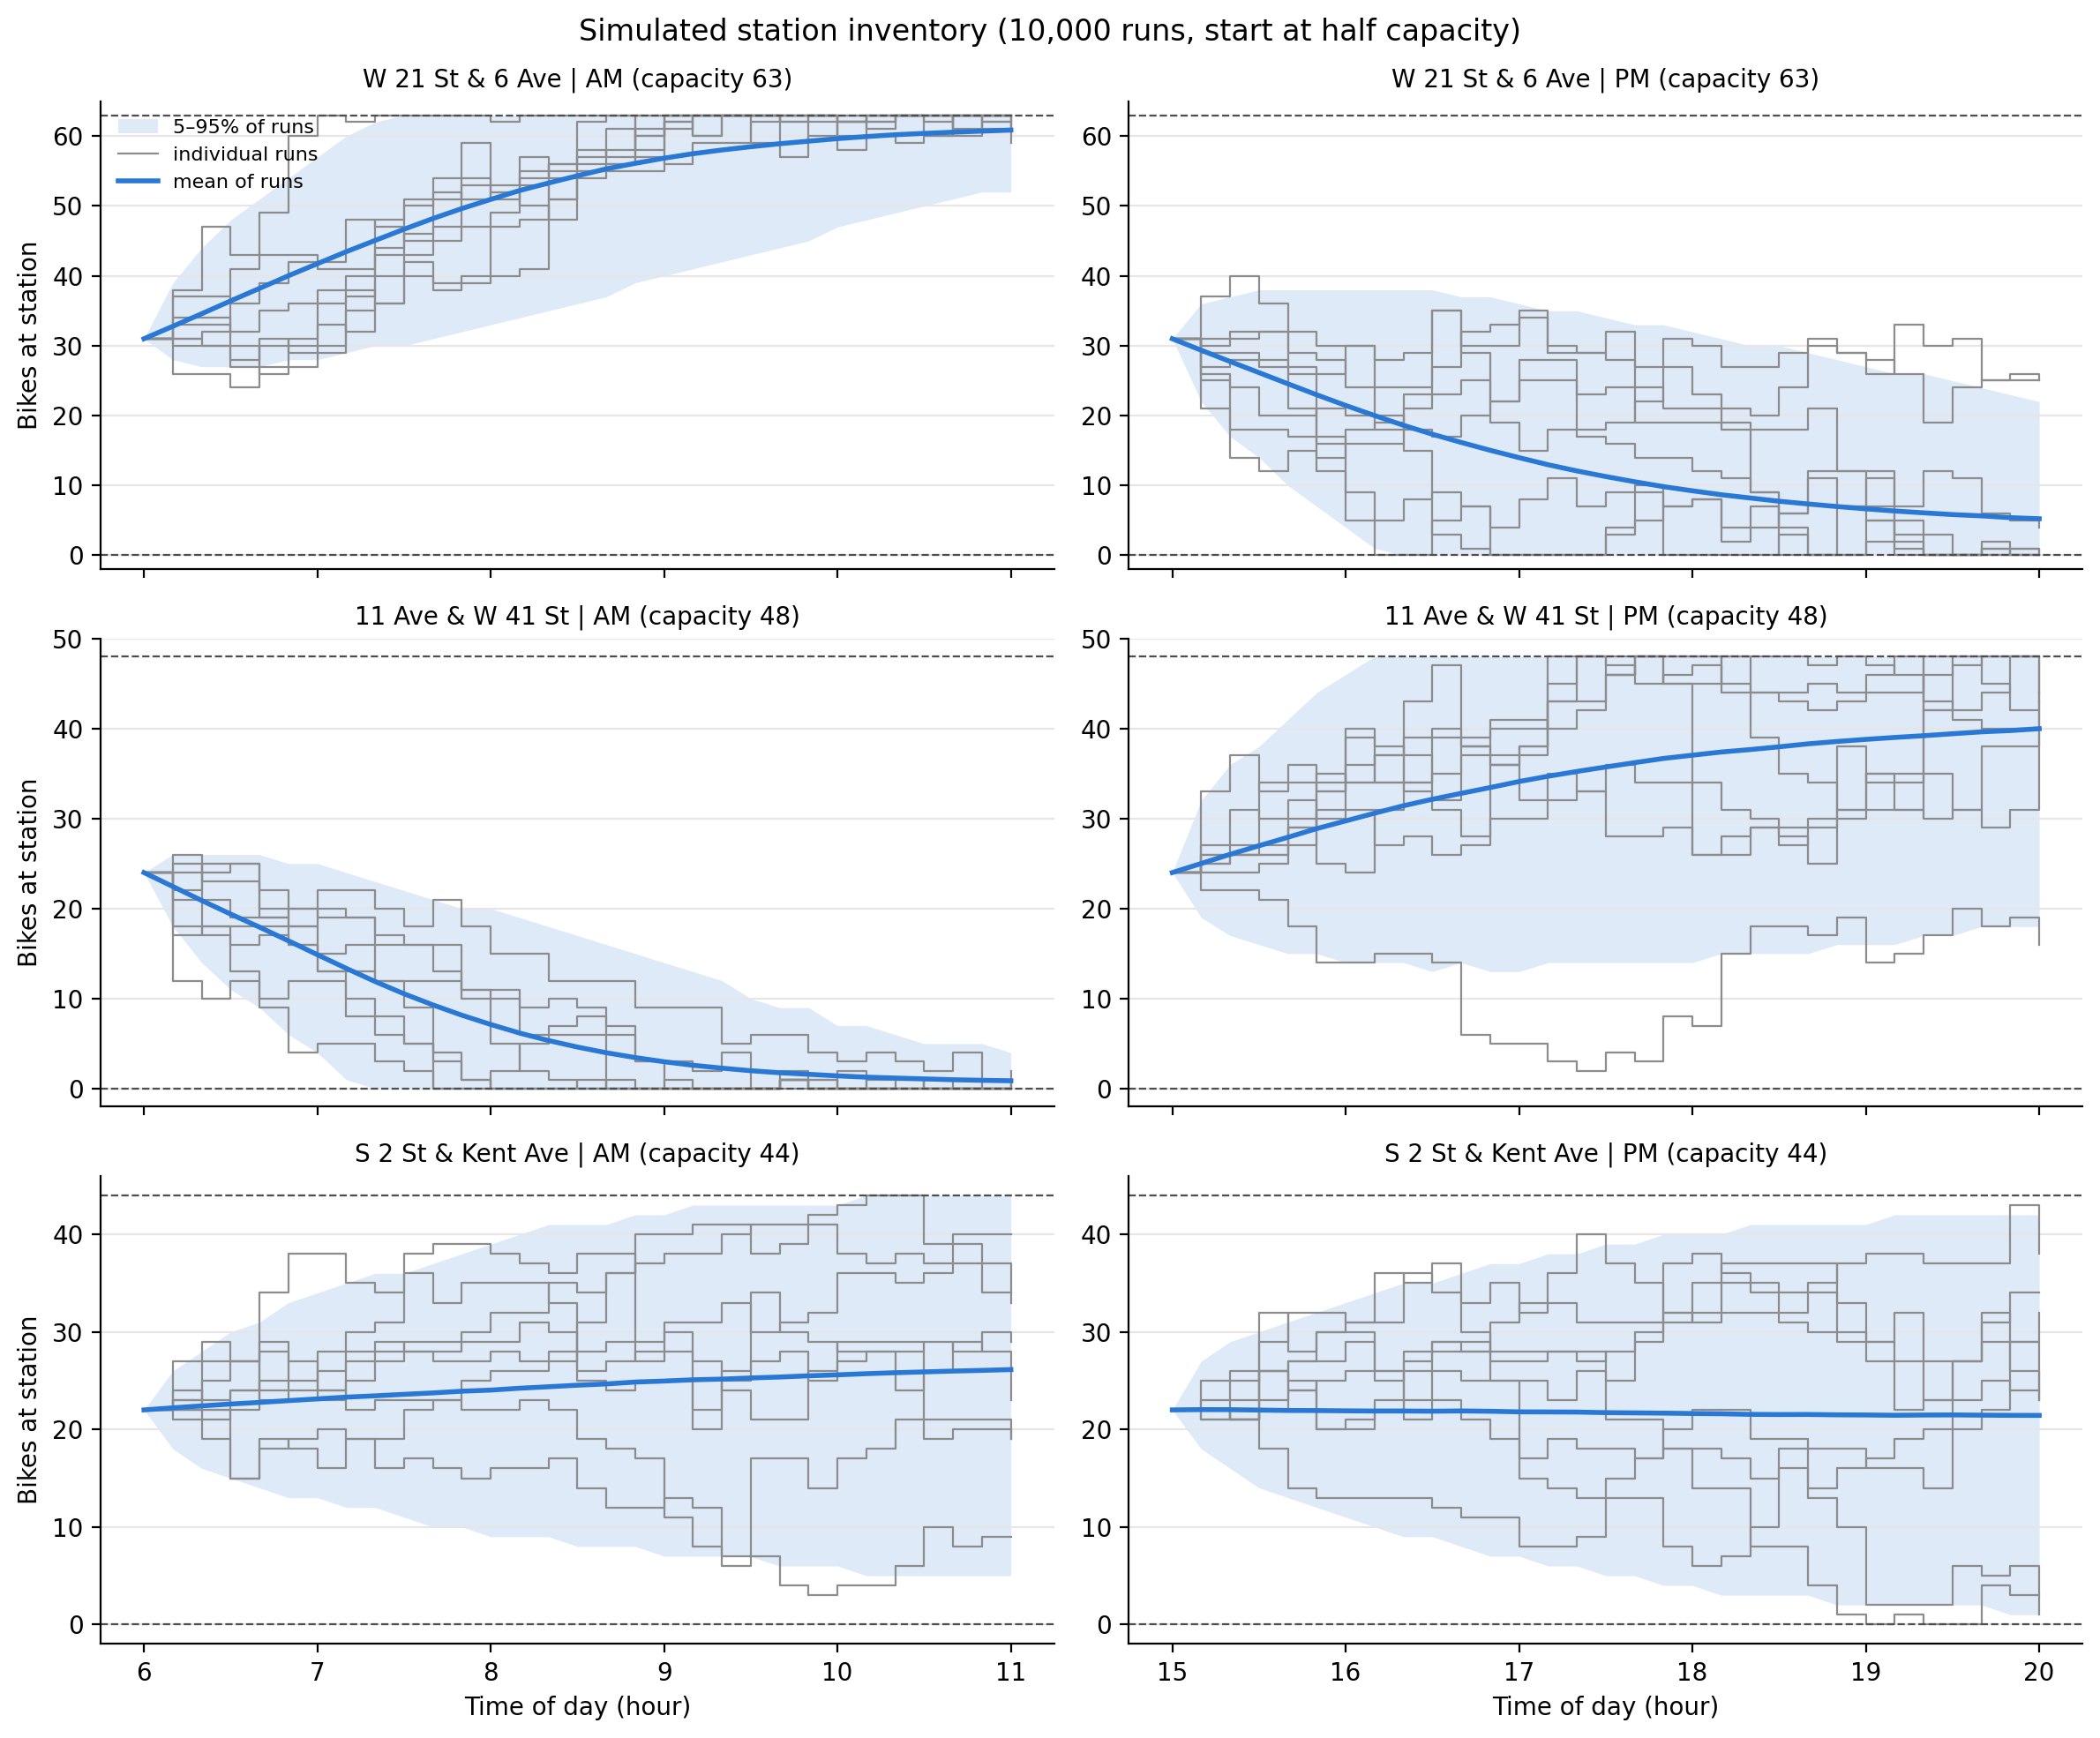 Simulated station inventory (10,000 runs, start at half capacity)
W 21 St & 6 Ave | AM (capacity 63)
W 21 St & 6 Ave | PM (capacity 63)
5–95% of runs
individual runs
mean of runs
Bikes at station
60
50
40
30
20
10
0
60
50
40
30
20
10
0
11 Ave & W 41 St | AM (capacity 48)
11 Ave & W 41 St | PM (capacity 48)
Bikes at station
50
40
30
20
10
0
50
40
30
20
10
0
S 2 St & Kent Ave | AM (capacity 44)
S 2 St & Kent Ave | PM (capacity 44)
Bikes at station
40
30
20
10
0
40
30
20
10
0
6 7 8 9 10 11
15 16 17 18 19 20
Time of day (hour)
Time of day (hour)